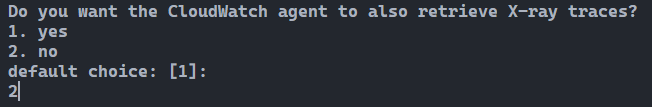 Do you want the CloudWatch agent to also retrieve X-ray traces?
1. yes
2. no
default choice: [1]:
2